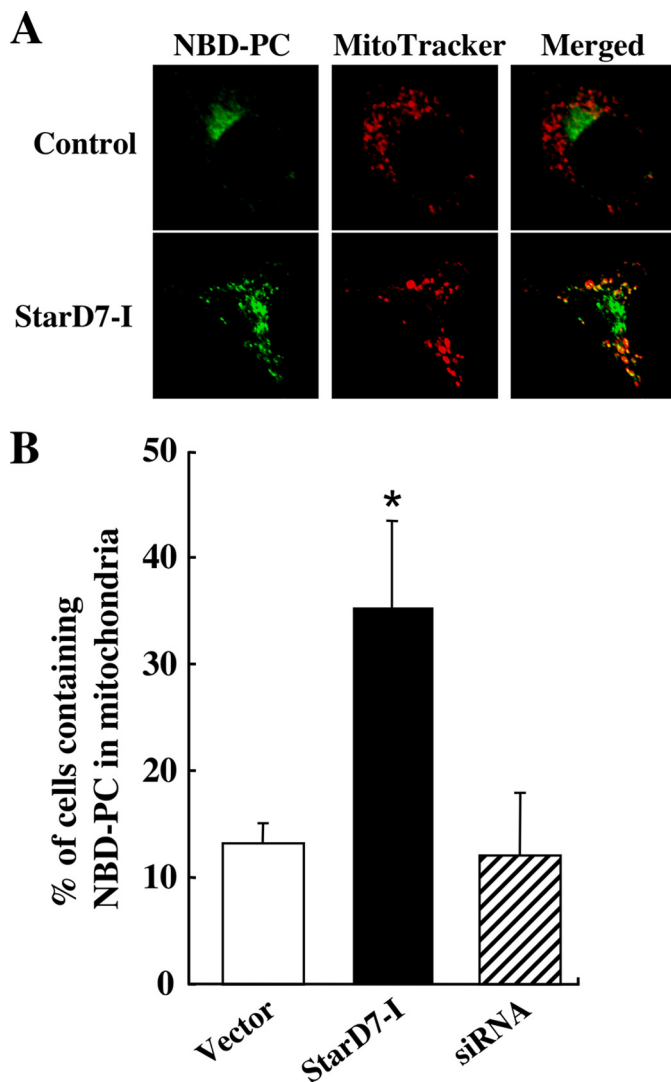 A
NBD-PC MitoTracker Merged
Control
StarD7-I
B
% of cells containing
NBD-PC in mitochondria
50
40
30
20
10
0
*
Vector
StarD7-I
siRNA